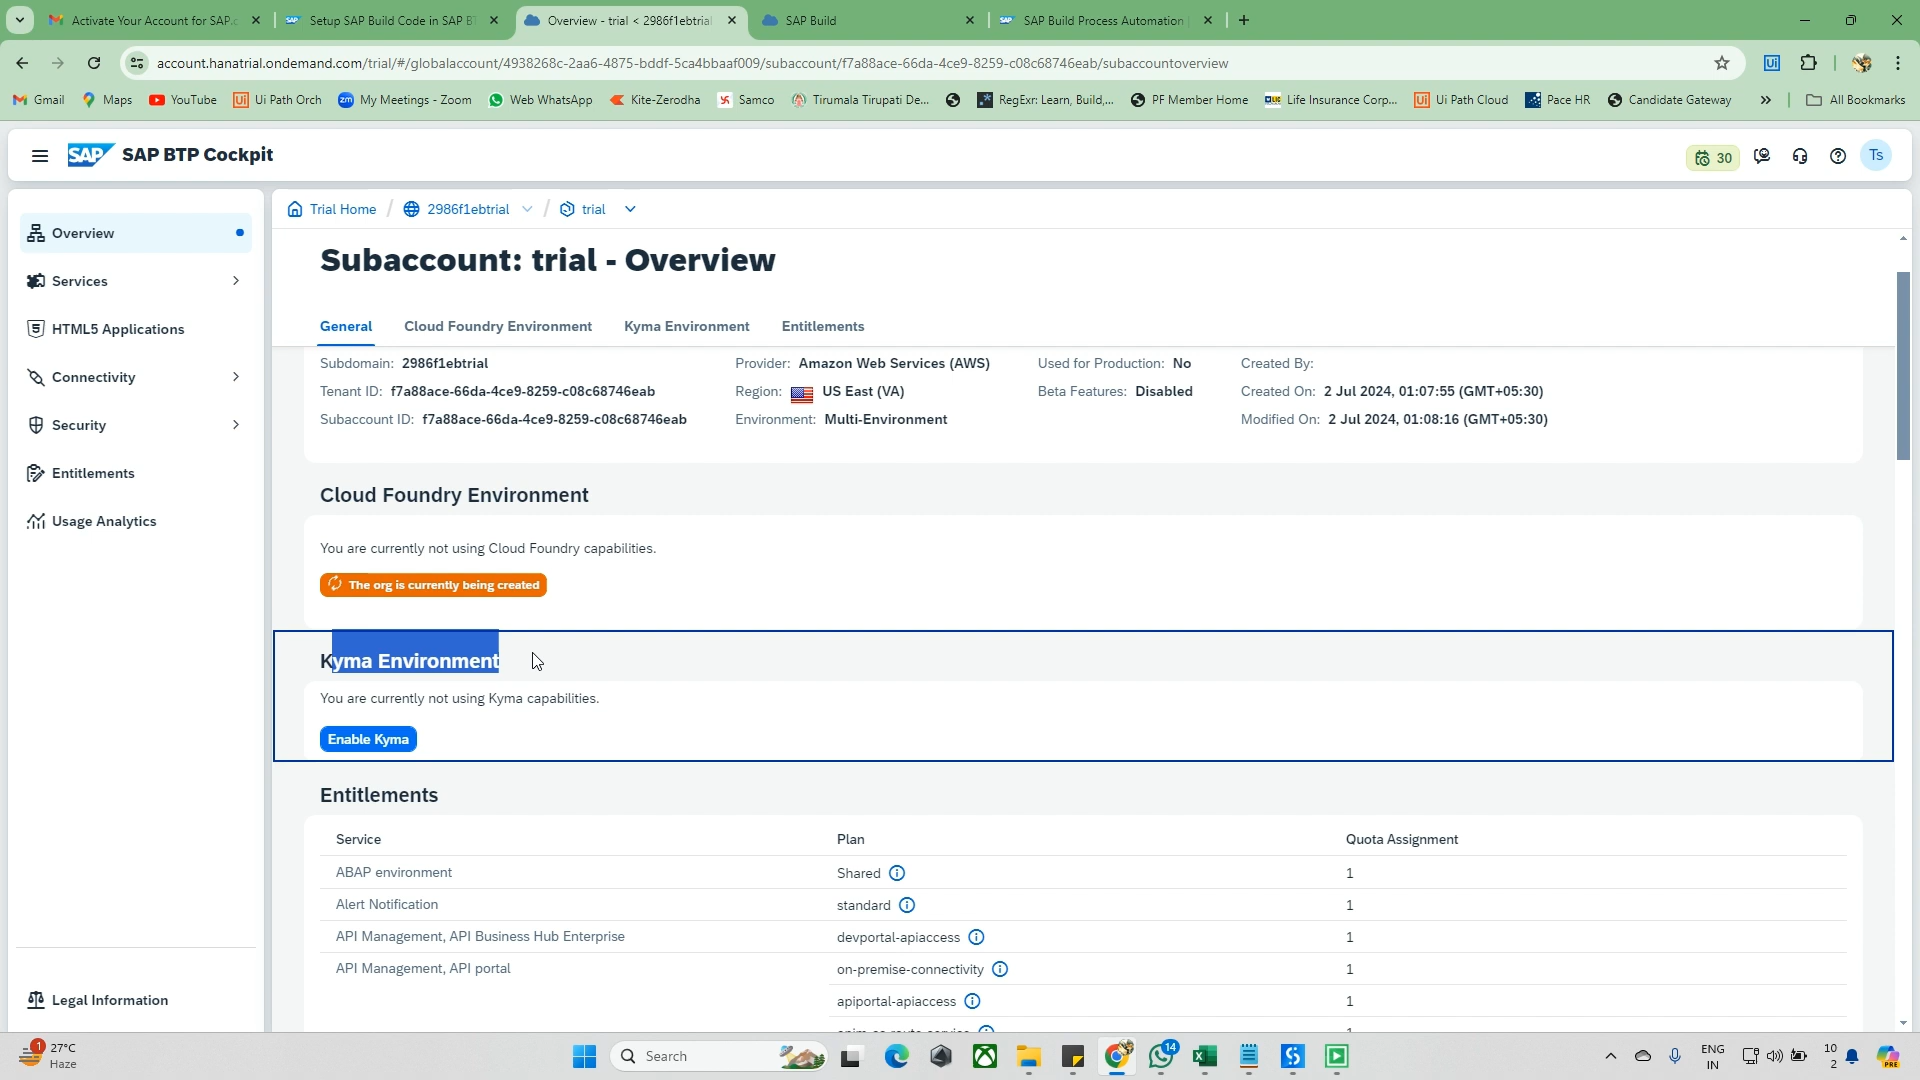 Activate Your Account for SAP.c
Setup SAP Build Code in SAP BT
Overview - trial < 2986f1ebtrial
SAP Build
SAP Build Process Automation
account.hanatrial.ondemand.com/trial/#/globalaccount/4938268c-2aa6-4875-bddf-5ca4bbaaf009/subaccount/f7a88ace-66da-4ce9-8259-c08c68746eab/subaccountoverview
Gmail Maps YouTube Ui Path Orch My Meetings - Zoom Web WhatsApp Kite-Zerodha Samco Tirumala Tirupati De... RegExr: Learn, Build,... PF Member Home Life Insurance Corp... Ui Path Cloud Pace HR Candidate Gateway » All Bookmarks
SAP SAP BTP Cockpit
30
Ts
Overview
Services
HTML5 Applications
Connectivity
Security
Entitlements
Usage Analytics
Legal Information
Trial Home / 2986f1ebtrial / trial
Subaccount: trial - Overview
General Cloud Foundry Environment Kyma Environment Entitlements
Subdomain: 2986f1ebtrial Provider: Amazon Web Services (AWS) Used for Production: No Created By:
Tenant ID: f7a88ace-66da-4ce9-8259-c08c68746eab Region: US East (VA) Beta Features: Disabled Created On: 2 Jul 2024, 01:07:55 (GMT+05:30)
Subaccount ID: f7a88ace-66da-4ce9-8259-c08c68746eab Environment: Multi-Environment Modified On: 2 Jul 2024, 01:08:16 (GMT+05:30)
Cloud Foundry Environment
You are currently not using Cloud Foundry capabilities.
The org is currently being created
Kyma Environment
You are currently not using Kyma capabilities.
Enable Kyma
Entitlements
Service Plan Quota Assignment
ABAP environment Shared 1
Alert Notification standard 1
API Management, API Business Hub Enterprise devportal-apiaccess 1
API Management, API portal on-premise-connectivity 1
apiportal-apiaccess 1
1
27°C
Haze
Search
14
ENG
IN
10
2
PRE